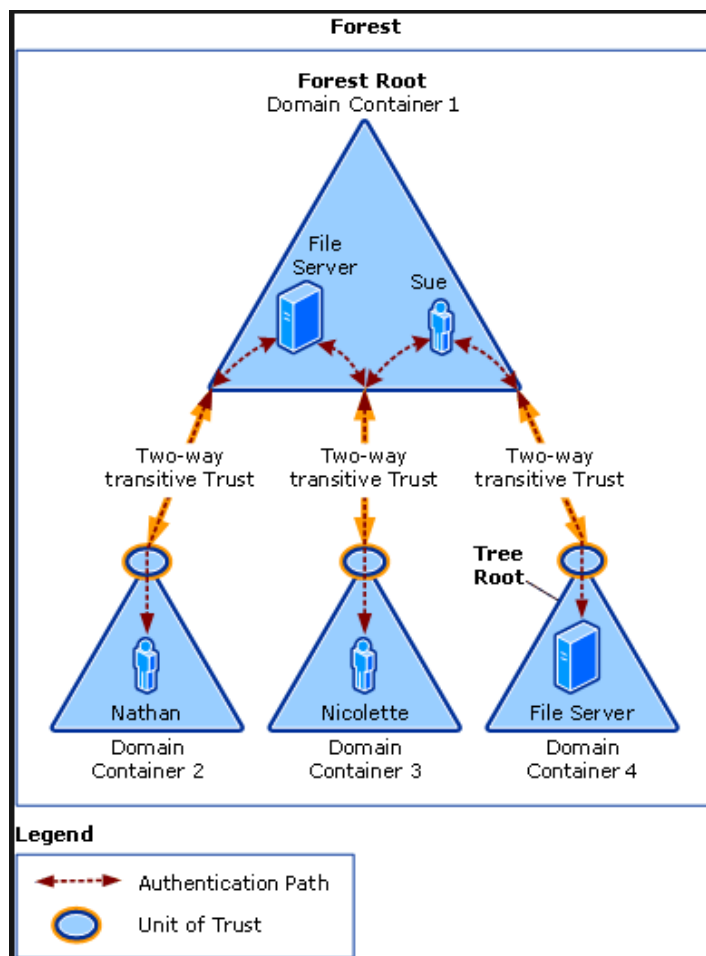 Forest
Forest Root
Domain Container 1
File
Server
Sue
Two-way
transitive Trust
Two-way
transitive Trust
Two-way
transitive Trust
Tree
Root
Nathan
Nicolette
File Server
Domain
Container 2
Domain
Container 3
Domain
Container 4
Legend
Authentication Path
Unit of Trust